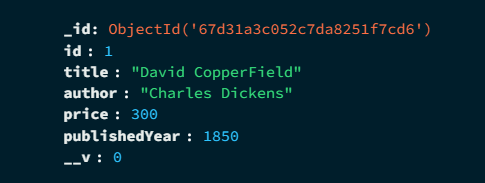 _id: ObjectId('67d31a3c052c7da8251f7cd6')
id : 1
title : "David CopperField"
author : "Charles Dickens"
price : 300
publishedYear : 1850
__v : 0